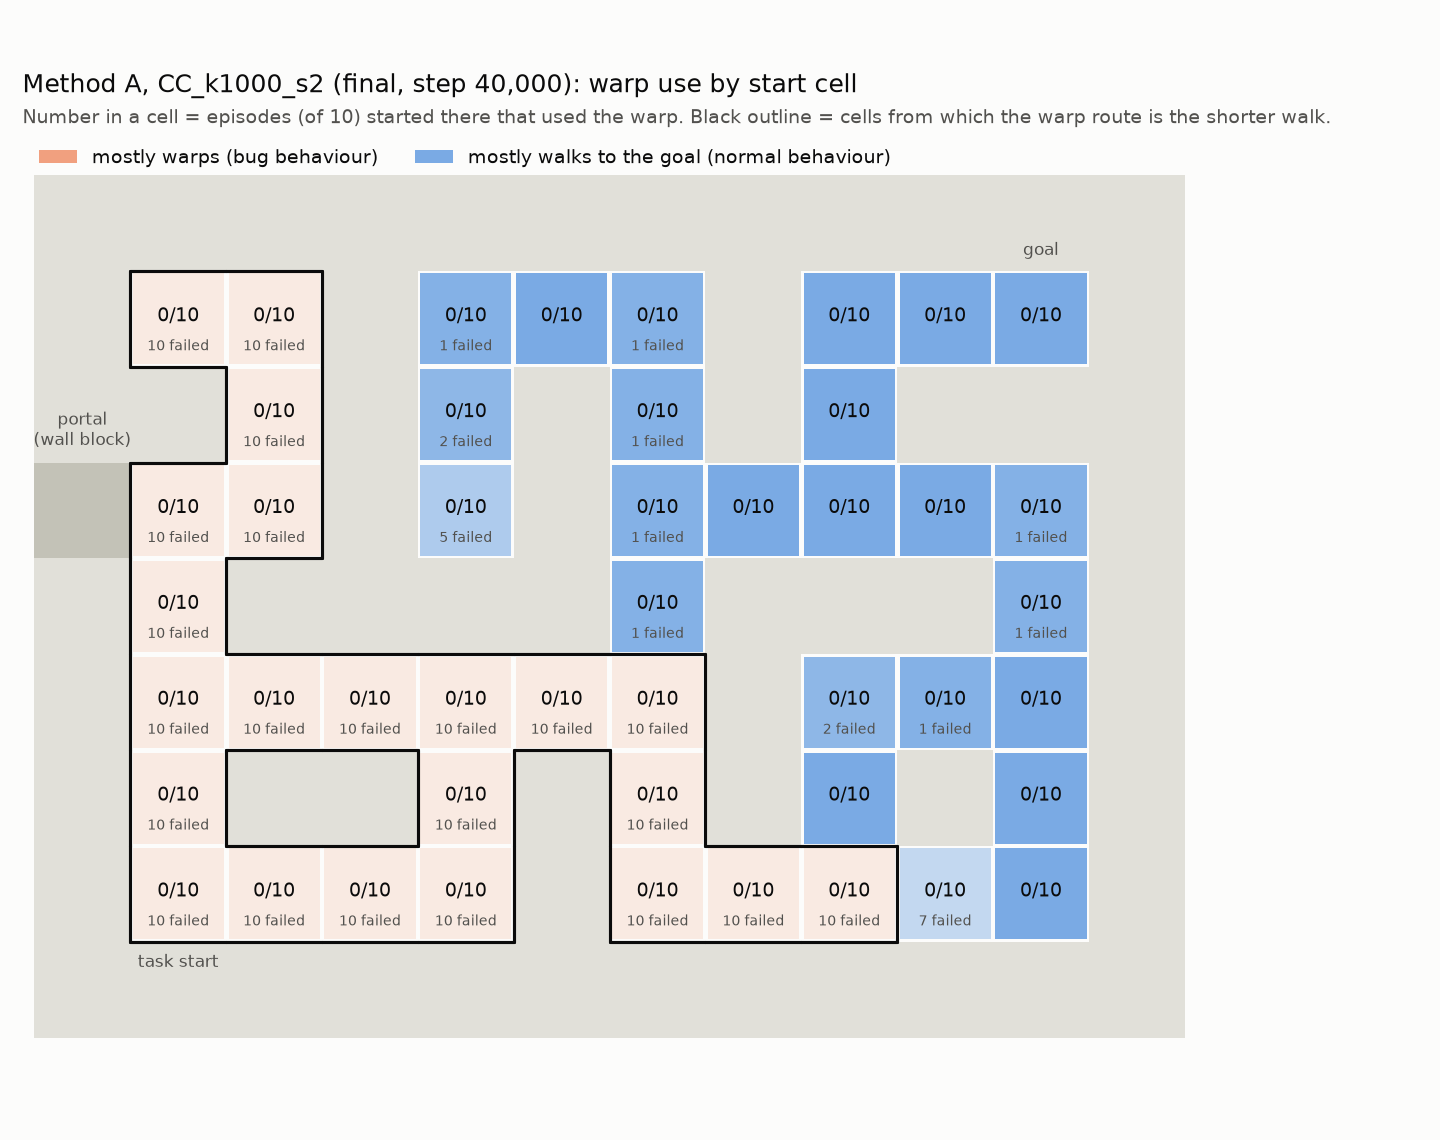 Method A, CC_k1000_s2 (final, step 40,000): warp use by start cell
Number in a cell = episodes (of 10) started there that used the warp. Black outline = cells from which the warp route is the shorter walk.
mostly warps (bug behaviour) mostly walks to the goal (normal behaviour)
goal
0/10 0/10 0/10 0/10 0/10 0/10 0/10 0/10
10 failed 10 failed 1 failed 1 failed
portal
(wall block)
0/10 0/10 0/10 0/10
10 failed 2 failed 1 failed
0/10 0/10 0/10 0/10 0/10 0/10 0/10 0/10
10 failed 10 failed 5 failed 1 failed 1 failed
0/10 0/10 0/10
10 failed 1 failed 1 failed
0/10 0/10 0/10 0/10 0/10 0/10 0/10 0/10 0/10
10 failed 10 failed 10 failed 10 failed 10 failed 10 failed 2 failed 1 failed
0/10 0/10 0/10 0/10 0/10
10 failed 10 failed 10 failed
0/10 0/10 0/10 0/10 0/10 0/10 0/10 0/10 0/10
10 failed 10 failed 10 failed 10 failed 10 failed 10 failed 10 failed 7 failed
task start